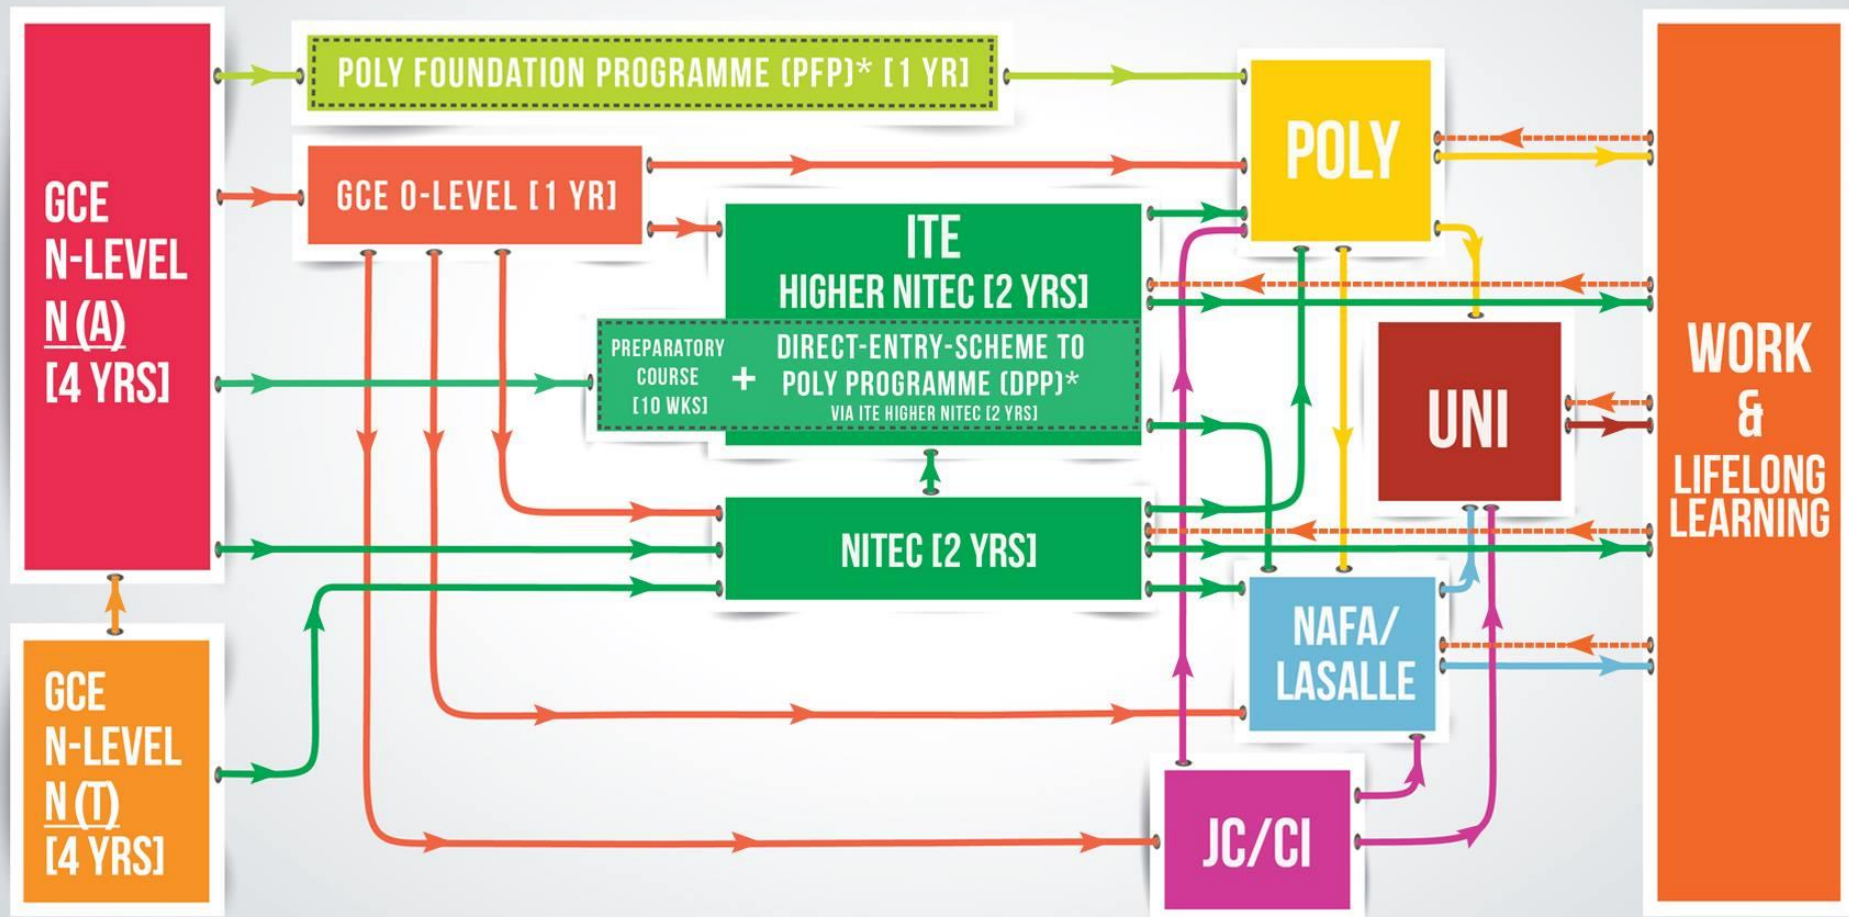 GCE
N-LEVEL
N(A)
[4 YRS]
GCE
N-LEVEL
N(T)
[4 YRS]
POLY FOUNDATION PROGRAMME (PFP)* [1 YR]
GCE O-LEVEL [1 YR]
ITE
HIGHER NITEC [2 YRS]
PREPARATORY
COURSE
[10 WKS]
+
DIRECT-ENTRY-SCHEME TO
POLY PROGRAMME (DPP)*
VIA ITE HIGHER NITEC [2 YRS]
NITEC [2 YRS]
POLY
UNI
NAFA/
LASALLE
JC/CI
WORK
&
LIFELONG
LEARNING